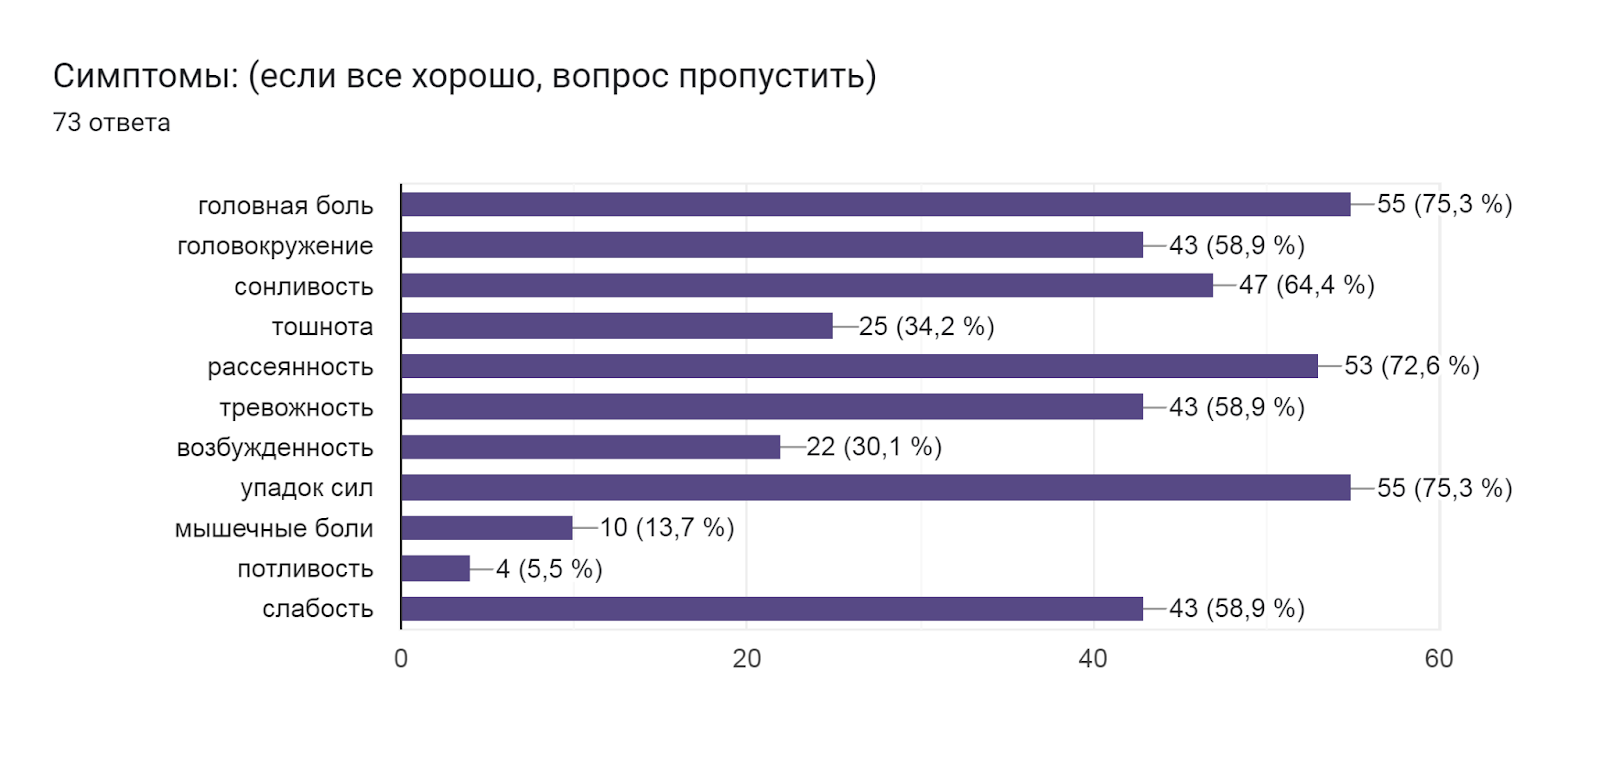 Симптомы: (если все хорошо, вопрос пропустить)
73 ответа
головная боль 55 (75,3 %)
головокружение 43 (58,9 %)
сонливость 47 (64,4 %)
тошнота 25 (34,2 %)
рассеянность 53 (72,6 %)
тревожность 43 (58,9 %)
возбужденность 22 (30,1 %)
упадок сил 55 (75,3 %)
мышечные боли 10 (13,7 %)
потливость 4 (5,5 %)
слабость 43 (58,9 %)
0 20 40 60